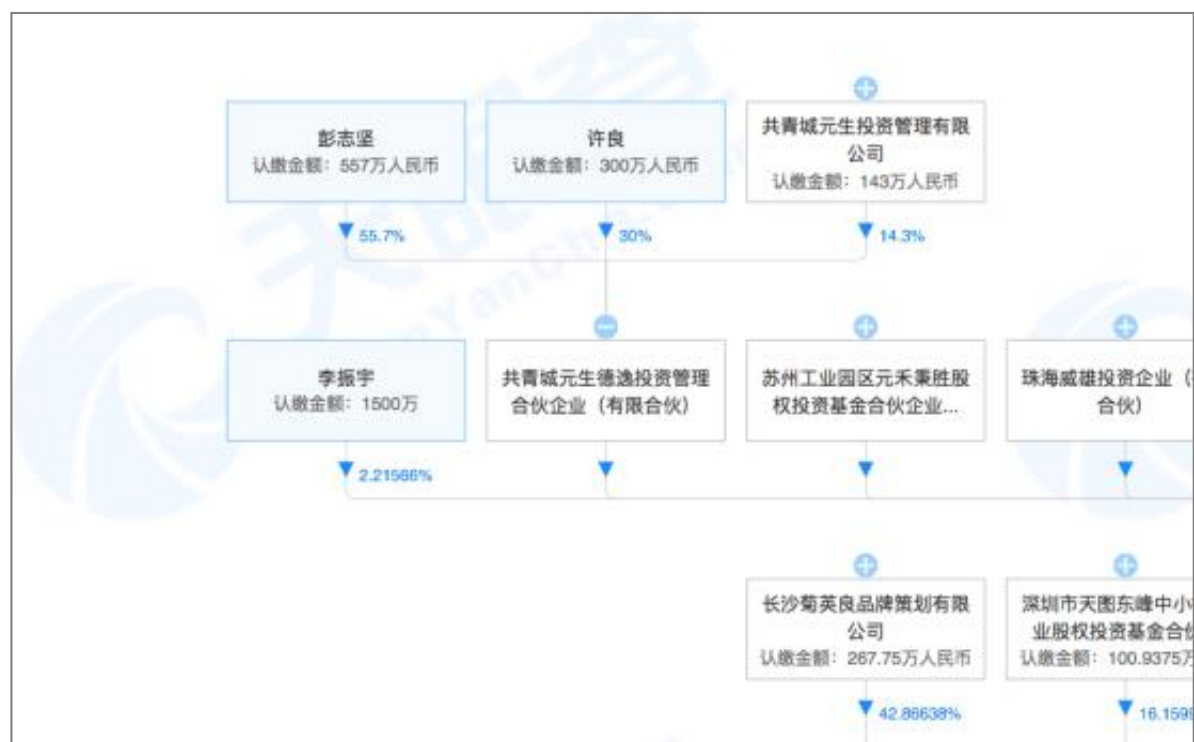 彭志坚
认缴金额：557万人民币
许良
认缴金额：300万人民币
共青城元生投资管理有限
公司
认缴金额：143万人民币
55.7%
30%
14.3%
李振宇
认缴金额：1500万
共青城元生德逸投资管理
合伙企业（有限合伙）
苏州工业园区元禾秉胜股
权投资基金合伙企业...
珠海威雄投资企业（
合伙）
2.21566%
长沙菊英良品牌策划有限
公司
认缴金额：267.75万人民币
深圳市天图东峰中小
业股权投资基金合伙
认缴金额：100.9375万
42.86638%
16.159
天眼查